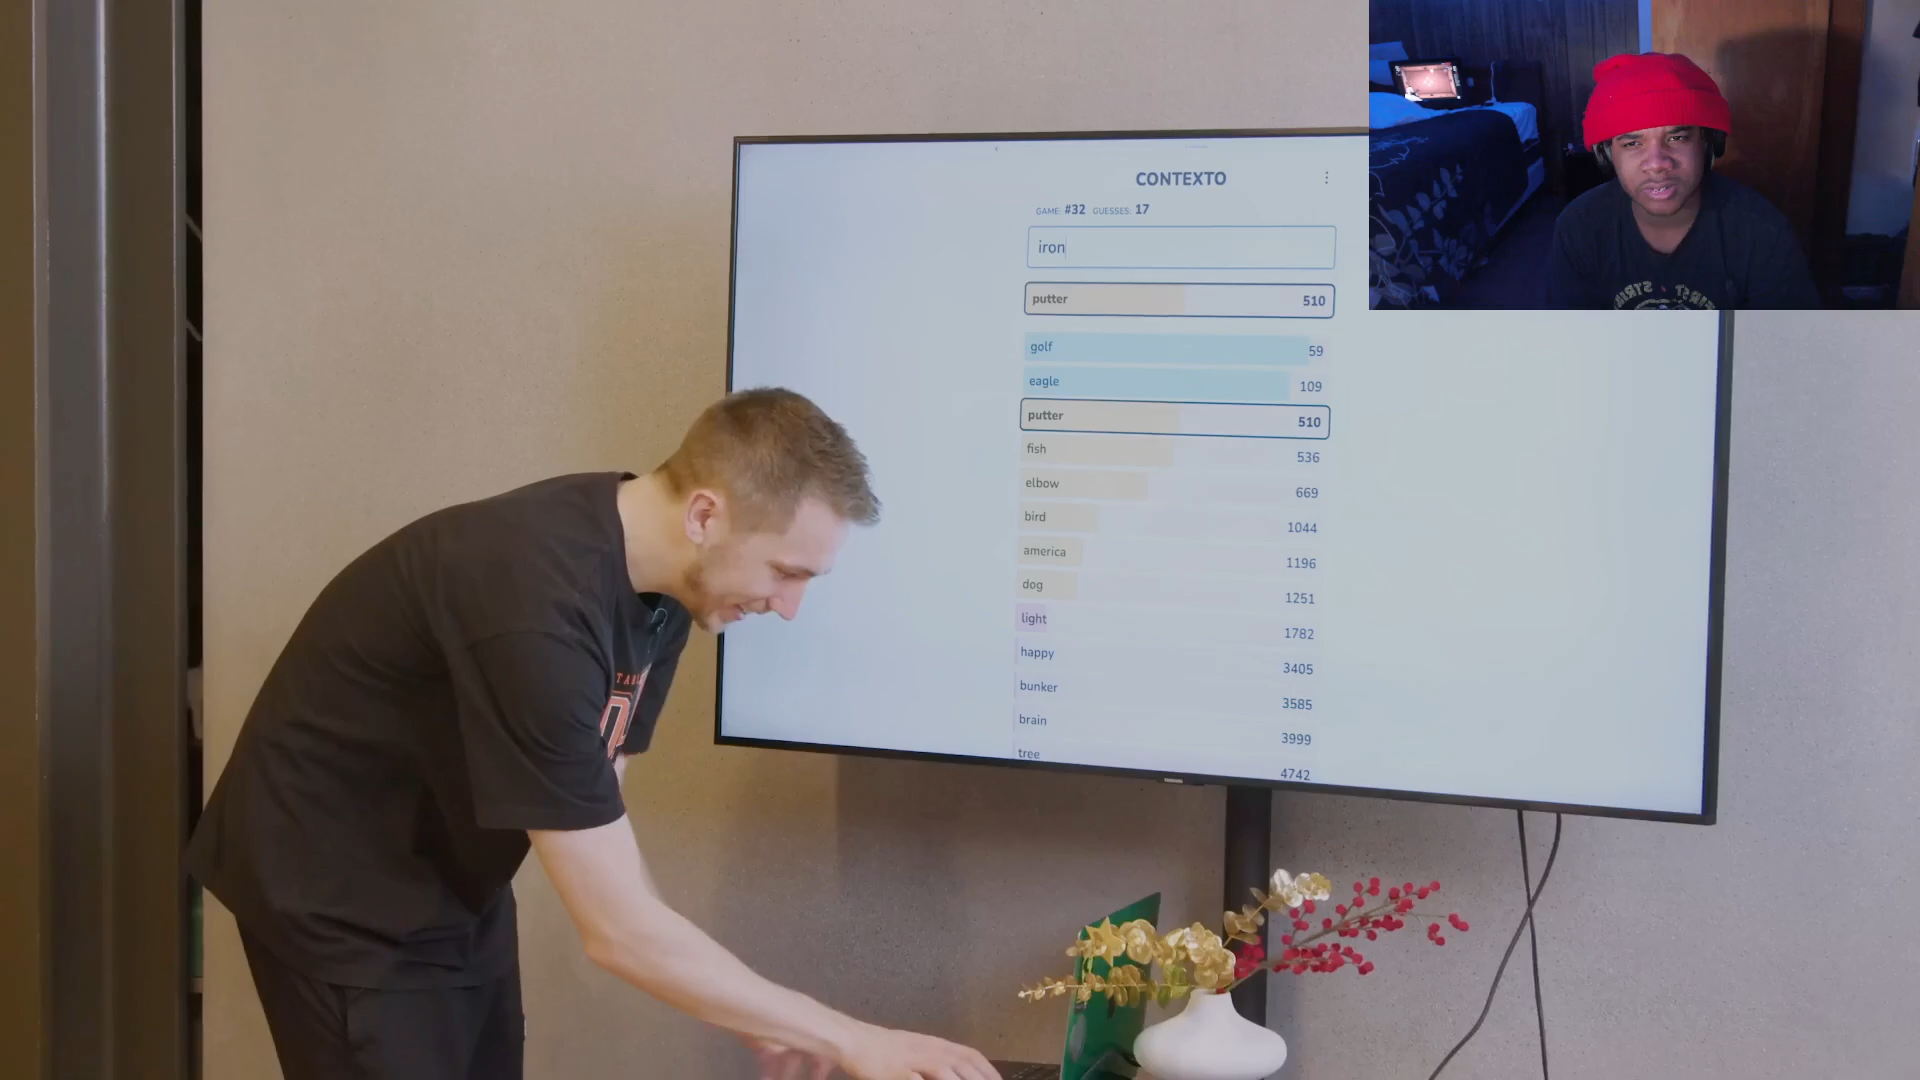 CONTEXTO
GAME: #32 GUESSES: 17
iron
putter 510
golf 59
eagle 109
putter 510
fish 536
elbow 669
bird 1044
america 1196
dog 1251
light 1782
happy 3405
bunker 3585
brain 3999
tree 4742